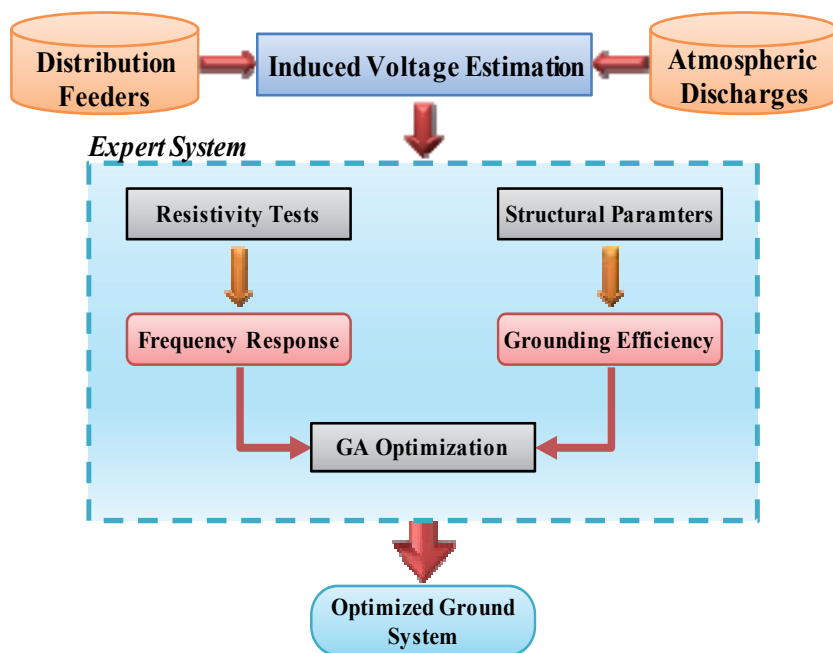 Distribution
Feeders
Induced Voltage Estimation
Atmospheric
Discharges
Expert System
Resistivity Tests
Structural Paramters
Frequency Response
Grounding Efficiency
GA Optimization
Optimized Ground
System